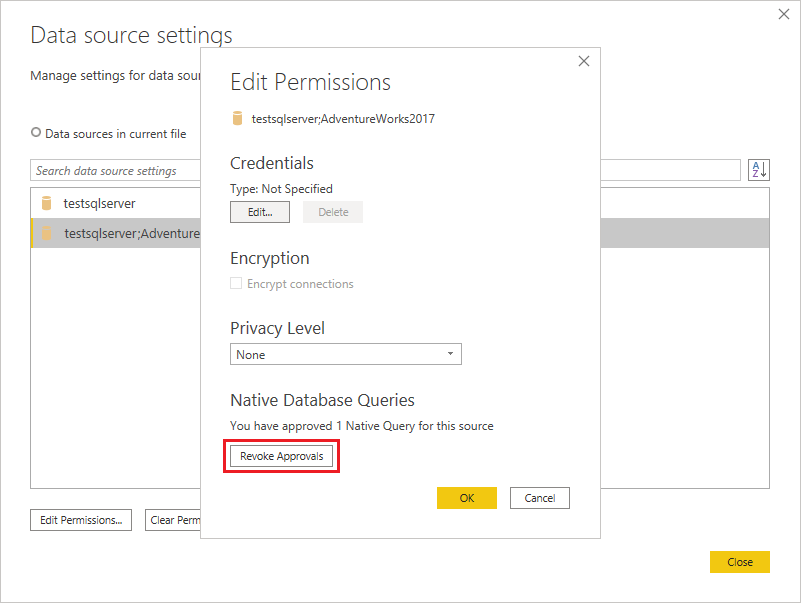 Data source settings
Manage settings for data sour
Data sources in current file
Search data source settings
A
Z
testsqlserver
testsqlserver;Adventure
Edit Permissions...
Clear Perm
Close
Edit Permissions
testsqlserver;AdventureWorks2017
Credentials
Type: Not Specified
Edit...
Delete
Encryption
Encrypt connections
Privacy Level
None
Native Database Queries
You have approved 1 Native Query for this source
Revoke Approvals
OK
Cancel